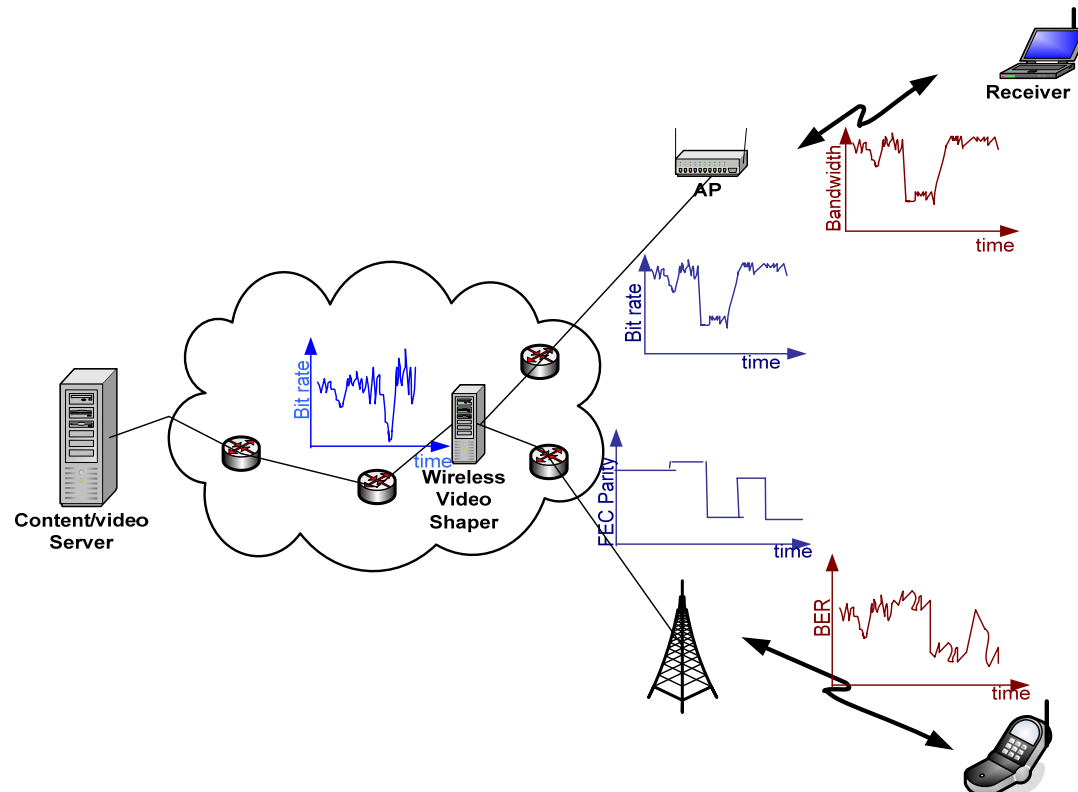 Receiver
Bandwidth
time
AP
Bit rate
time
Bit rate
time
Wireless
Video
Shaper
Content/video
Server
FEC Parity
time
BER
time